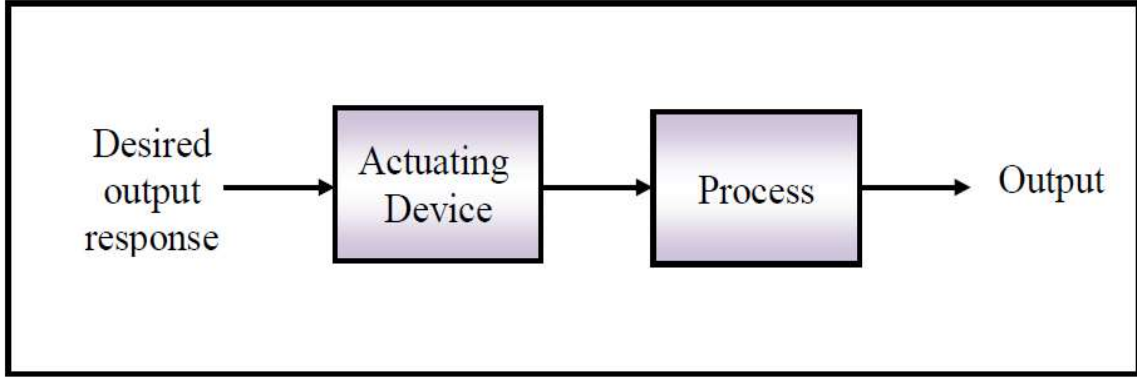 Desired
output
response
Actuating
Device
Process
Output